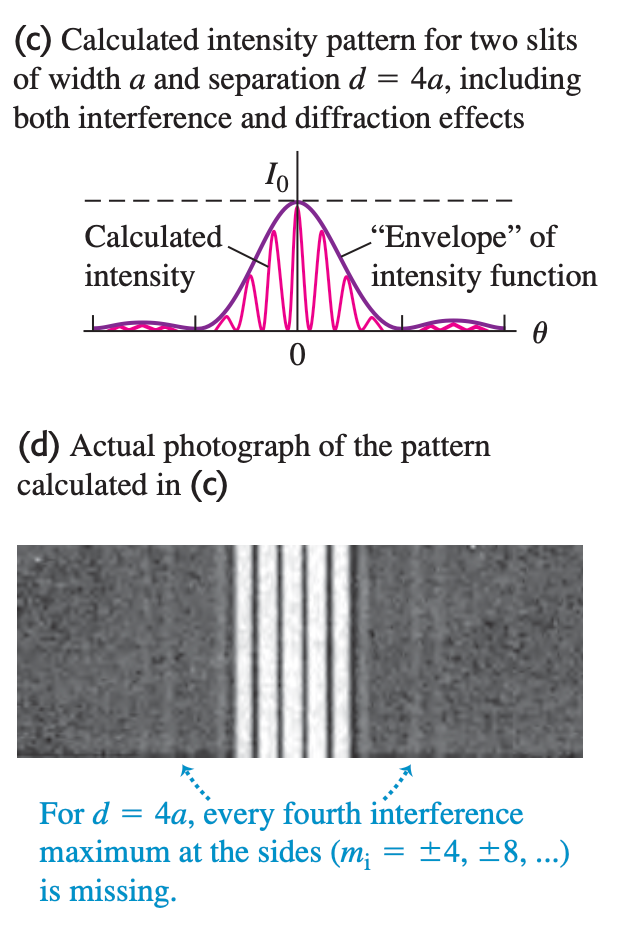 (c) Calculated intensity pattern for two slits
of width a and separation d = 4a, including
both interference and diffraction effects
I₀
Calculated
intensity
“Envelope” of
intensity function
θ
0
(d) Actual photograph of the pattern
calculated in (c)
For d = 4a, every fourth interference
maximum at the sides (mᵢ = ±4, ±8, ...)
is missing.